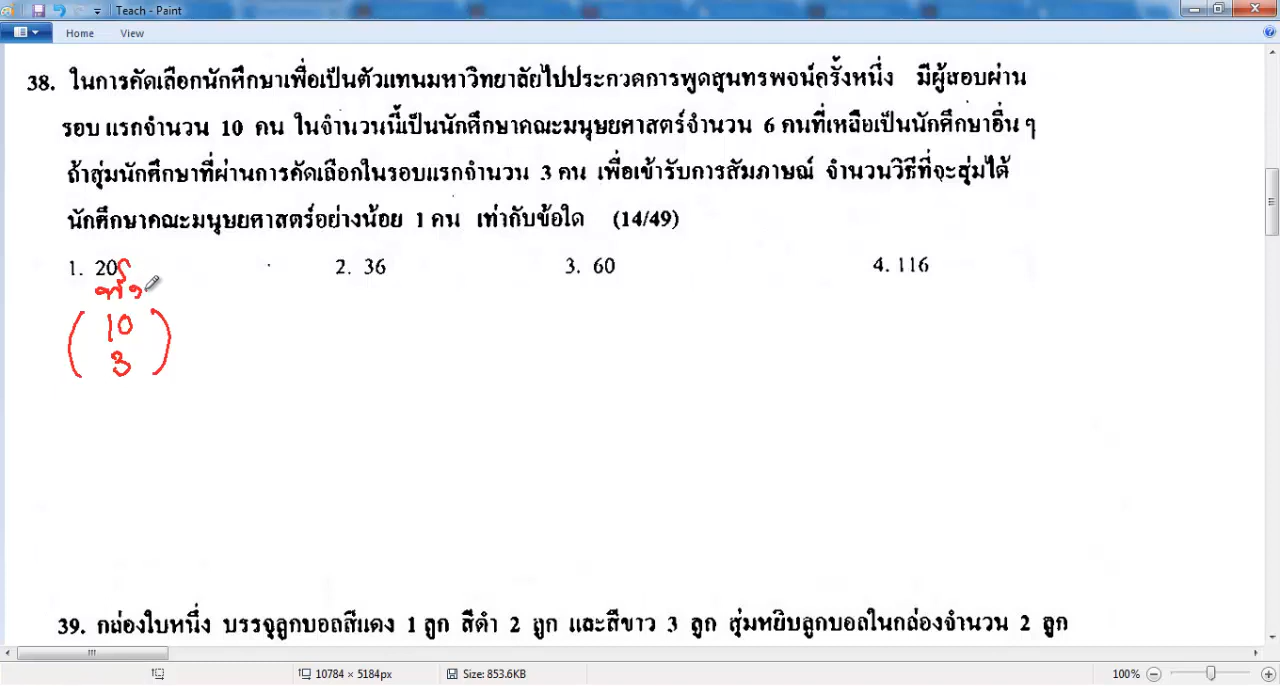 Teach - Paint
Home View
38. ในการคัดเลือกนักศึกษาเพื่อเป็นตัวแทนมหาวิทยาลัยไปประกวดการพูดสุนทรพจน์ครั้งหนึ่ง มีผู้สอบผ่าน
รอบ แรกจำนวน 10 คน ในจำนวนนี้เป็นนักศึกษาคณะมนุษยศาสตร์จำนวน 6 คนที่เหลือเป็นนักศึกษาอื่น ๆ
ถ้าสุ่มนักศึกษาที่ผ่านการคัดเลือกในรอบแรกจำนวน 3 คน เพื่อเข้ารับการสัมภาษณ์ จำนวนวิธีที่จะสุ่มได้
นักศึกษาคณะมนุษยศาสตร์อย่างน้อย 1 คน เท่ากับข้อใด (14/49)
1. 20 2. 36 3. 60 4. 116
10
3
39. กล่องใบหนึ่ง บรรจุลูกบอลสีแดง 1 ลูก สีดำ 2 ลูก และสีขาว 3 ลูก สุ่มหยิบลูกบอลในกล่องจำนวน 2 ลูก
10784 × 5184px Size: 853.6KB 100%